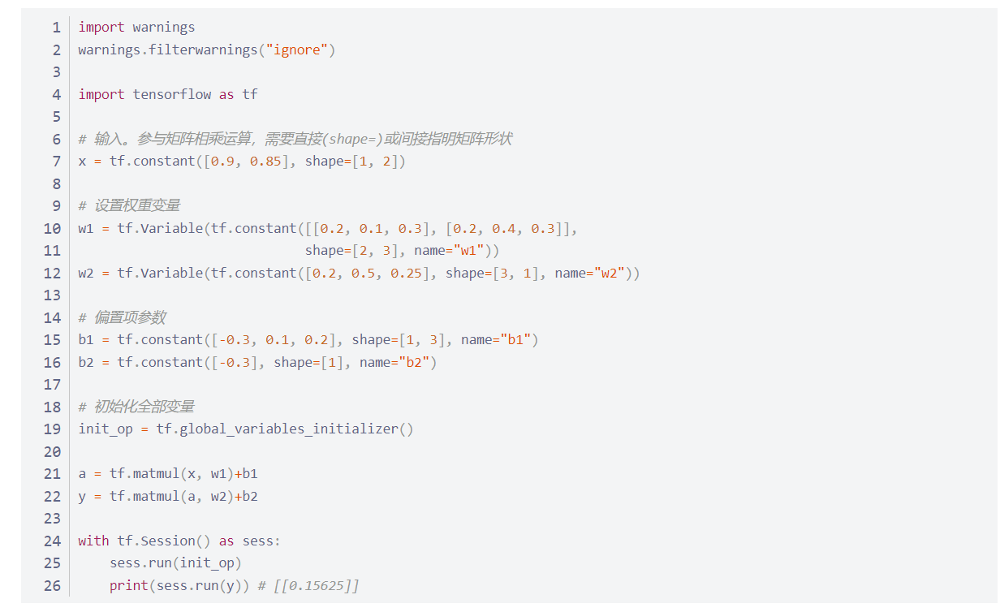 1 import warnings
2 warnings.filterwarnings("ignore")
3
4 import tensorflow as tf
5
6 # 输入。参与矩阵相乘运算，需要直接(shape=)或间接指明矩阵形状
7 x = tf.constant([0.9, 0.85], shape=[1, 2])
8
9 # 设置权重变量
10 w1 = tf.Variable(tf.constant([[0.2, 0.1, 0.3], [0.2, 0.4, 0.3]],
11                              shape=[2, 3], name="w1"))
12 w2 = tf.Variable(tf.constant([0.2, 0.5, 0.25], shape=[3, 1], name="w2"))
13
14 # 偏置项参数
15 b1 = tf.constant([-0.3, 0.1, 0.2], shape=[1, 3], name="b1")
16 b2 = tf.constant([-0.3], shape=[1], name="b2")
17
18 # 初始化全部变量
19 init_op = tf.global_variables_initializer()
20
21 a = tf.matmul(x, w1)+b1
22 y = tf.matmul(a, w2)+b2
23
24 with tf.Session() as sess:
25     sess.run(init_op)
26     print(sess.run(y)) # [[0.15625]]